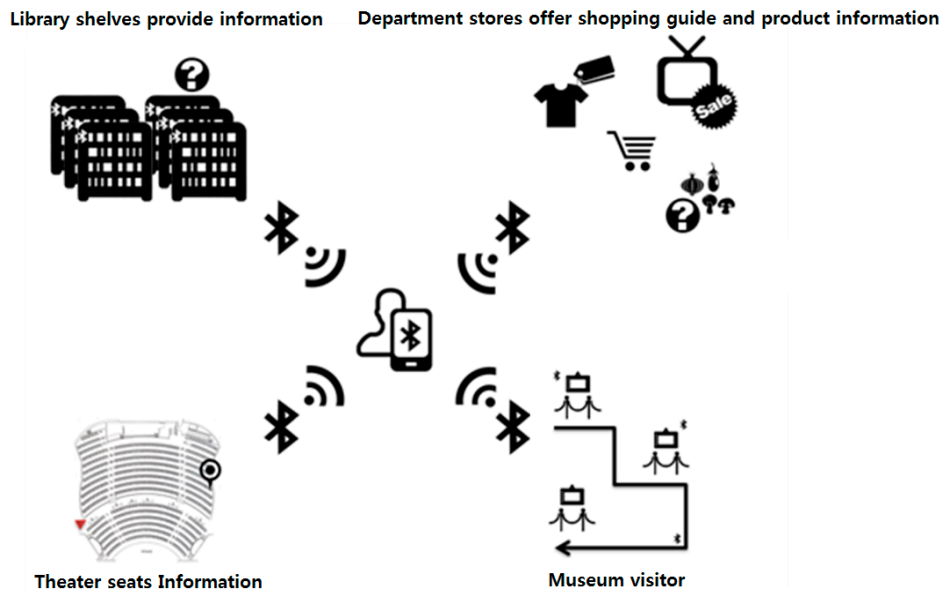 Library shelves provide information
Department stores offer shopping guide and product information
Sale
Theater seats Information
Museum visitor